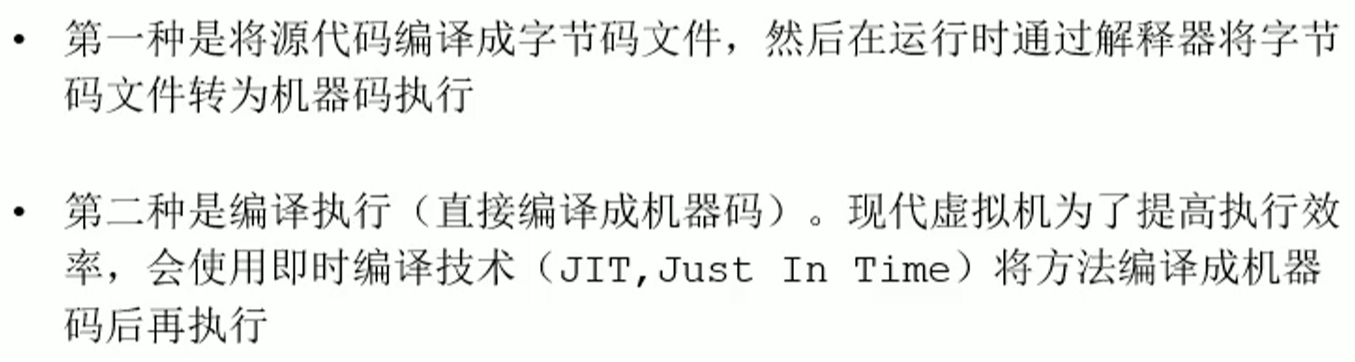 • 第一种是将源代码编译成字节码文件，然后在运行时通过解释器将字节
码文件转为机器码执行
• 第二种是编译执行（直接编译成机器码）。现代虚拟机为了提高执行效
率，会使用即时编译技术（JIT,Just In Time）将方法编译成机器
码后再执行